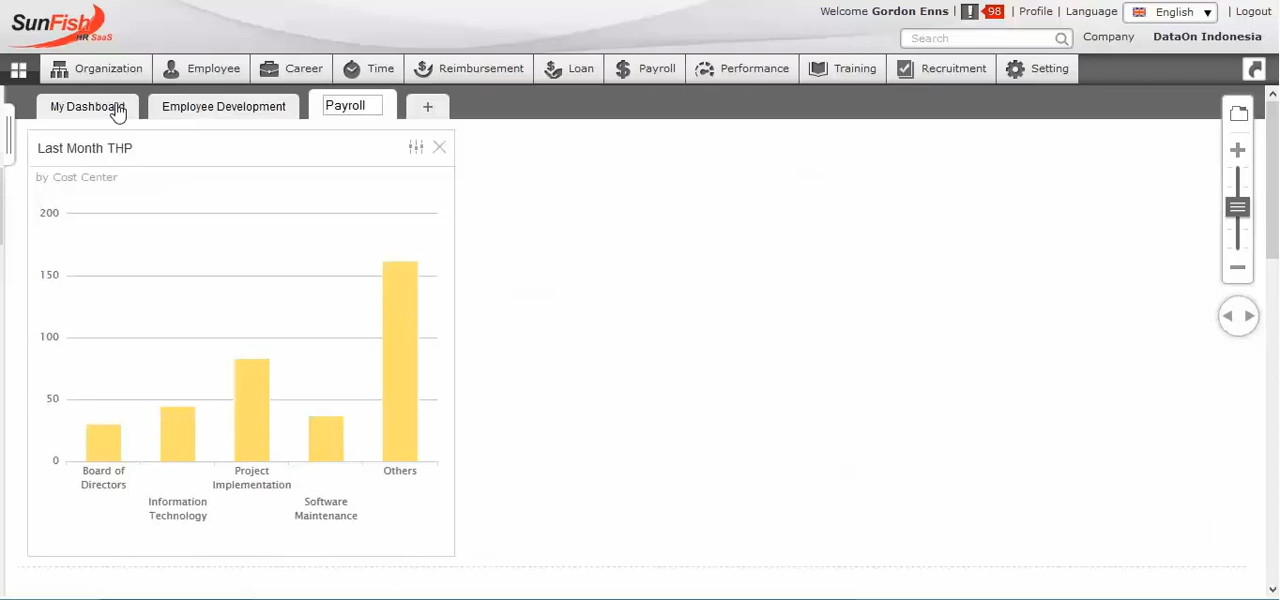 SunFish
HR SaaS
Welcome Gordon Enns ! 98 | Profile | Language English ▼ | Logout
Search Company DataOn Indonesia
Organization Employee Career Time Reimbursement Loan Payroll Performance Training Recruitment Setting
My Dashboard Employee Development Payroll +
Last Month THP
by Cost Center
200
150
100
50
0
Board of
Directors
Information
Technology
Project
Implementation
Software
Maintenance
Others